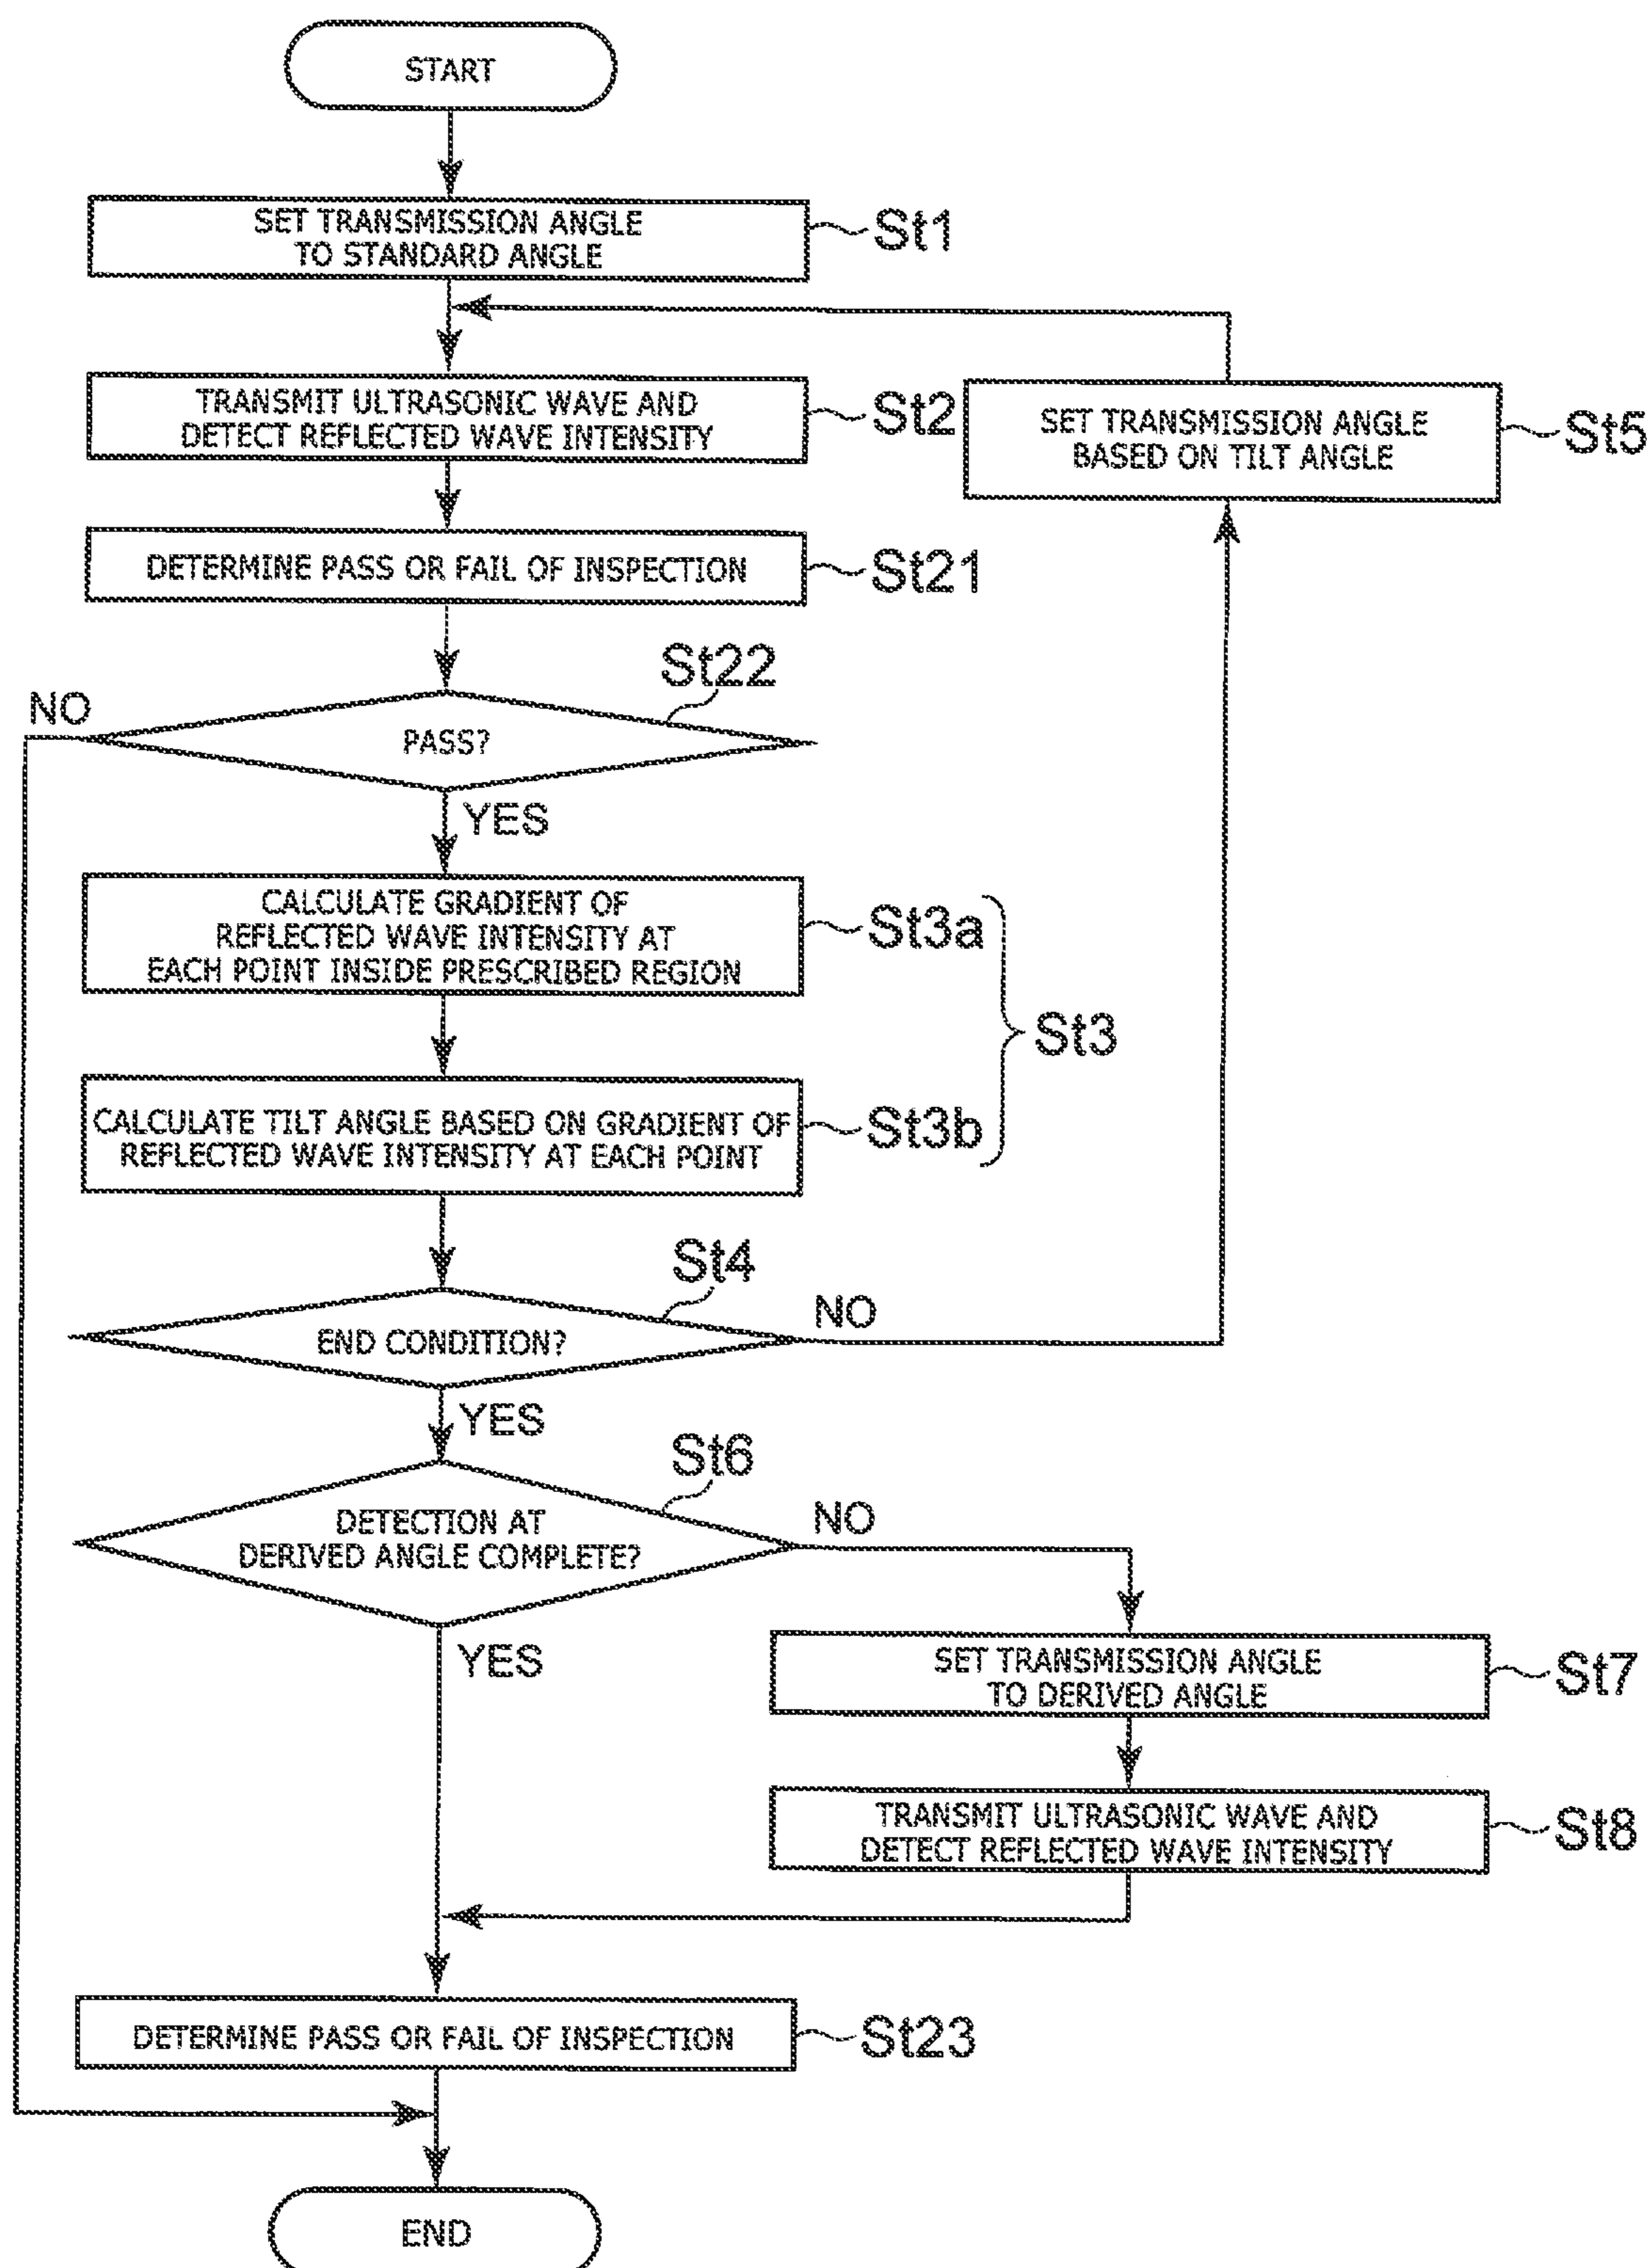 START
SET TRANSMISSION ANGLE
TO STANDARD ANGLE
St1
TRANSMIT ULTRASONIC WAVE AND
DETECT REFLECTED WAVE INTENSITY
St2
SET TRANSMISSION ANGLE
BASED ON TILT ANGLE
St5
DETERMINE PASS OR FAIL OF INSPECTION
St21
St22
NO
PASS?
YES
CALCULATE GRADIENT OF
REFLECTED WAVE INTENSITY AT
EACH POINT INSIDE PRESCRIBED REGION
St3a
St3
CALCULATE TILT ANGLE BASED ON GRADIENT OF
REFLECTED WAVE INTENSITY AT EACH POINT
St3b
St4
END CONDITION?
NO
YES
St6
DETECTION AT
DERIVED ANGLE COMPLETE?
NO
YES
SET TRANSMISSION ANGLE
TO DERIVED ANGLE
St7
TRANSMIT ULTRASONIC WAVE AND
DETECT REFLECTED WAVE INTENSITY
St8
DETERMINE PASS OR FAIL OF INSPECTION
St23
END